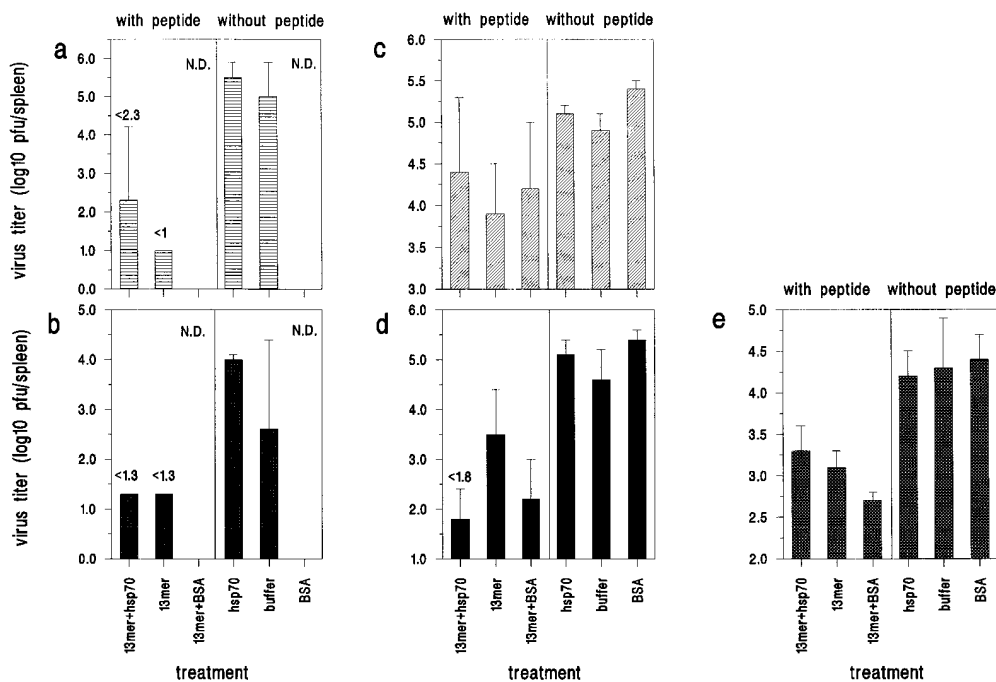 with peptide without peptide
a
N.D.
N.D.
<2.3
<1
6.0
5.0
4.0
3.0
2.0
1.0
0.0
virus titer (log10 pfu/spleen)
with peptide without peptide
c
6.0
5.5
5.0
4.5
4.0
3.5
3.0
b
N.D.
N.D.
<1.3
<1.3
5.0
4.0
3.0
2.0
1.0
0.0
virus titer (log10 pfu/spleen)
13mer+hsp70
13mer
13mer+BSA
hsp70
buffer
BSA
treatment
d
<1.8
6.0
5.0
4.0
3.0
2.0
1.0
13mer+hsp70
13mer
13mer+BSA
hsp70
buffer
BSA
treatment
with peptide without peptide
e
5.0
4.5
4.0
3.5
3.0
2.5
2.0
13mer+hsp70
13mer
13mer+BSA
hsp70
buffer
BSA
treatment